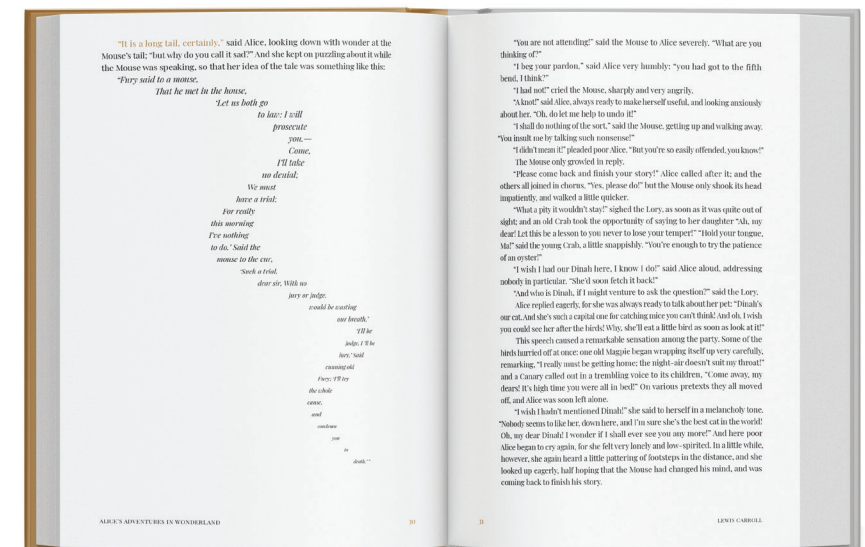 “It is a long tail, certainly,” said Alice, looking down with wonder at the
Mouse’s tail; “but why do you call it sad?” And she kept on puzzling about it while
the Mouse was speaking, so that her idea of the tale was something like this:
“Fury said to a mouse,
That he met in the house,
‘Let us both go
to law: I will
prosecute
you.—
Come,
I’ll take
no denial;
We must
have a trial;
For really
this morning
I’ve nothing
to do.’ Said the
mouse to the cur,
‘Such a trial,
dear sir, With no
jury or judge,
would be wasting
our breath.’
‘I’ll be
judge, I’ll be
jury,’ Said
cunning old
Fury: ‘I’ll try
the whole
cause,
and
condemn
you
to
death.’”
ALICE’S ADVENTURES IN WONDERLAND
30
“You are not attending!” said the Mouse to Alice severely. “What are you
thinking of?”
“I beg your pardon,” said Alice very humbly: “you had got to the fifth
bend, I think?”
“I had not!” cried the Mouse, sharply and very angrily.
“A knot!” said Alice, always ready to make herself useful, and looking anxiously
about her. “Oh, do let me help to undo it!”
“I shall do nothing of the sort,” said the Mouse, getting up and walking away.
“You insult me by talking such nonsense!”
“I didn’t mean it!” pleaded poor Alice. “But you’re so easily offended, you know!”
The Mouse only growled in reply.
“Please come back and finish your story!” Alice called after it; and the
others all joined in chorus, “Yes, please do!” but the Mouse only shook its head
impatiently, and walked a little quicker.
“What a pity it wouldn’t stay!” sighed the Lory, as soon as it was quite out of
sight; and an old Crab took the opportunity of saying to her daughter “Ah, my
dear! Let this be a lesson to you never to lose your temper!” “Hold your tongue,
Ma!” said the young Crab, a little snappishly. “You’re enough to try the patience
of an oyster!”
“I wish I had our Dinah here, I know I do!” said Alice aloud, addressing
nobody in particular. “She’d soon fetch it back!”
“And who is Dinah, if I might venture to ask the question?” said the Lory.
Alice replied eagerly, for she was always ready to talk about her pet: “Dinah’s
our cat. And she’s such a capital one for catching mice you can’t think! And oh, I wish
you could see her after the birds! Why, she’ll eat a little bird as soon as look at it!”
This speech caused a remarkable sensation among the party. Some of the
birds hurried off at once: one old Magpie began wrapping itself up very carefully,
remarking, “I really must be getting home; the night-air doesn’t suit my throat!”
and a Canary called out in a trembling voice to its children, “Come away, my
dears! It’s high time you were all in bed!” On various pretexts they all moved
off, and Alice was soon left alone.
“I wish I hadn’t mentioned Dinah!” she said to herself in a melancholy tone.
“Nobody seems to like her, down here, and I’m sure she’s the best cat in the world!
Oh, my dear Dinah! I wonder if I shall ever see you any more!” And here poor
Alice began to cry again, for she felt very lonely and low-spirited. In a little while,
however, she again heard a little pattering of footsteps in the distance, and she
looked up eagerly, half hoping that the Mouse had changed his mind, and was
coming back to finish his story.
31
LEWIS CARROLL